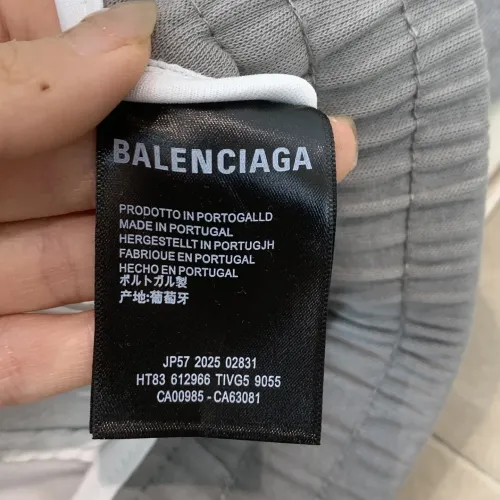 BALENCIAGA
PRODOTTO IN PORTOGALLD
MADE IN PORTUGAL
HERGESTELLT IN PORTUGJH
FABRIQUE EN PORTUGAL
HECHO EN PORTUGAL
ポルトガル製
产地:葡萄牙
JP57 2025 02831
HT83 612966 TIVG5 9055
CA00985 - CA63081